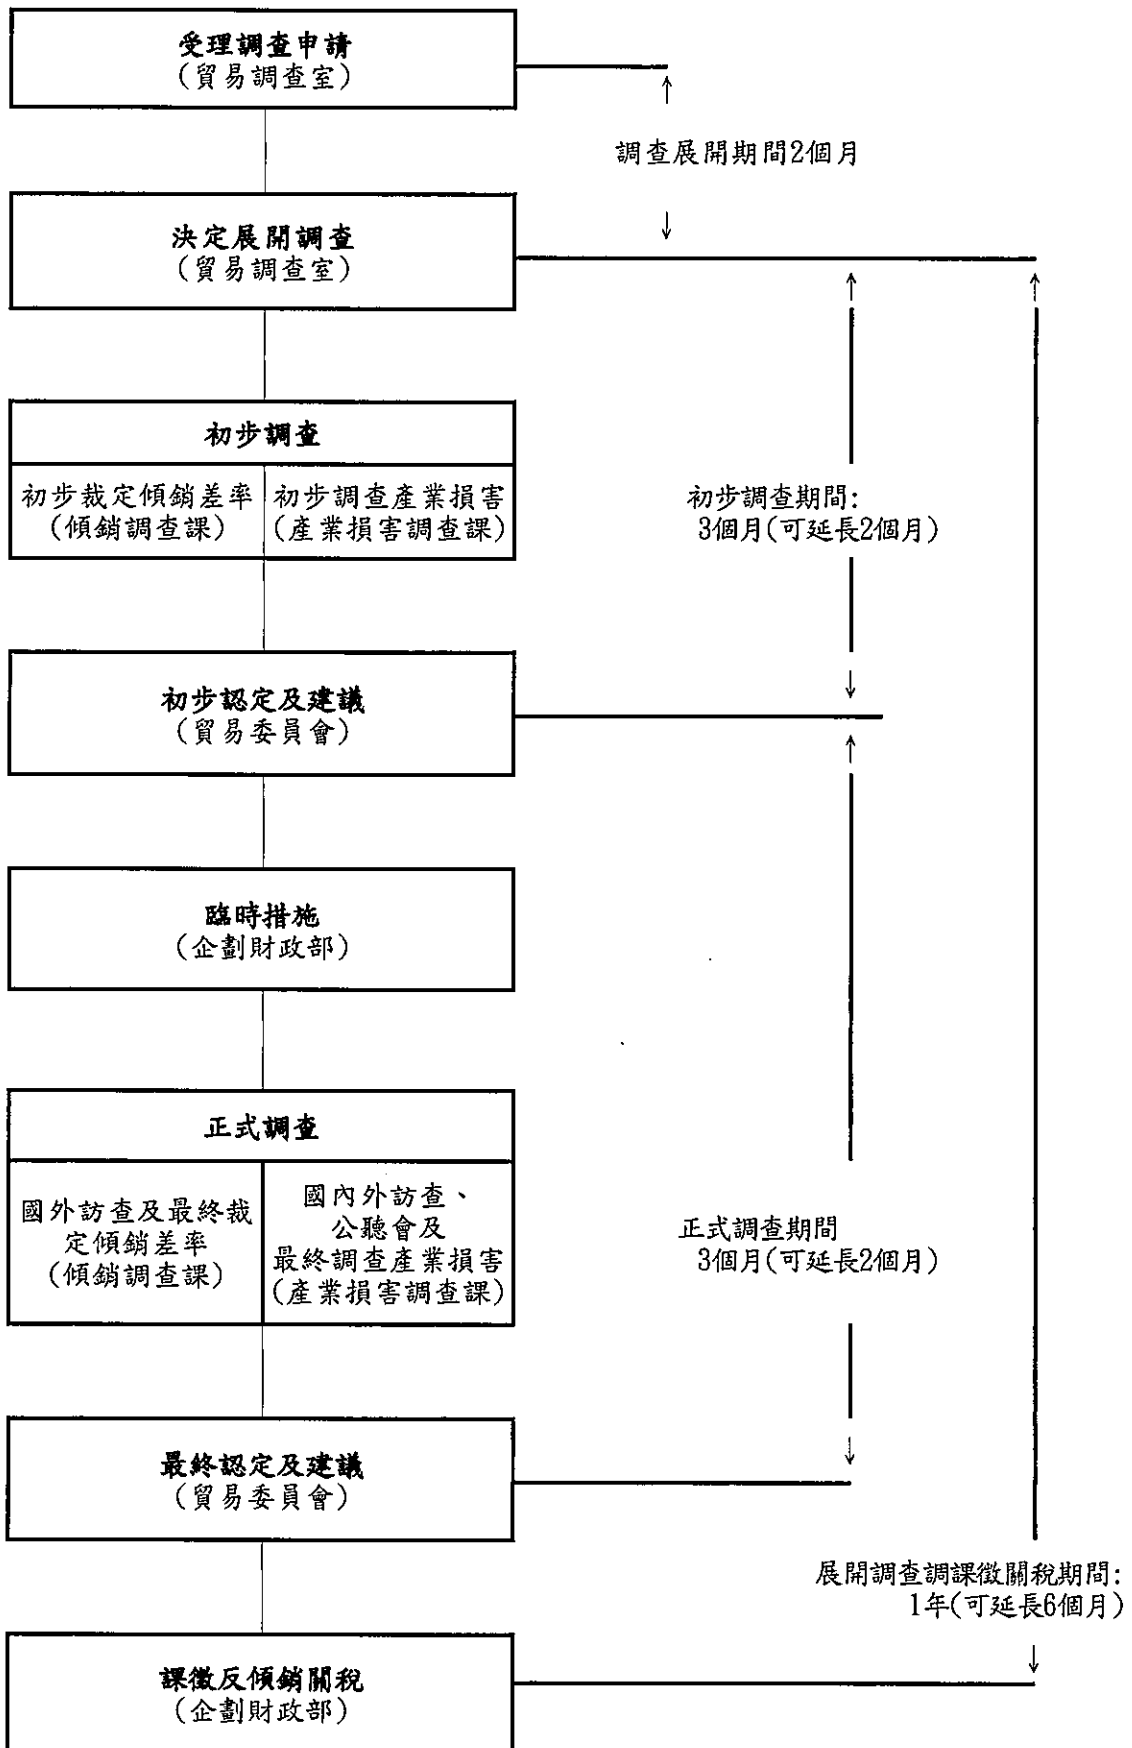 受理調查申請
(貿易調查室)
調查展開期間2個月
決定展開調查
(貿易調查室)
初步調查
初步裁定傾銷差率
(傾銷調查課)
初步調查產業損害
(產業損害調查課)
初步調查期間:
3個月(可延長2個月)
初步認定及建議
(貿易委員會)
臨時措施
(企劃財政部)
正式調查
國外訪查及最終裁
定傾銷差率
(傾銷調查課)
國內外訪查、
公聽會及
最終調查產業損害
(產業損害調查課)
正式調查期間
3個月(可延長2個月)
最終認定及建議
(貿易委員會)
展開調查調課徵關稅期間:
1年(可延長6個月)
課徵反傾銷關稅
(企劃財政部)